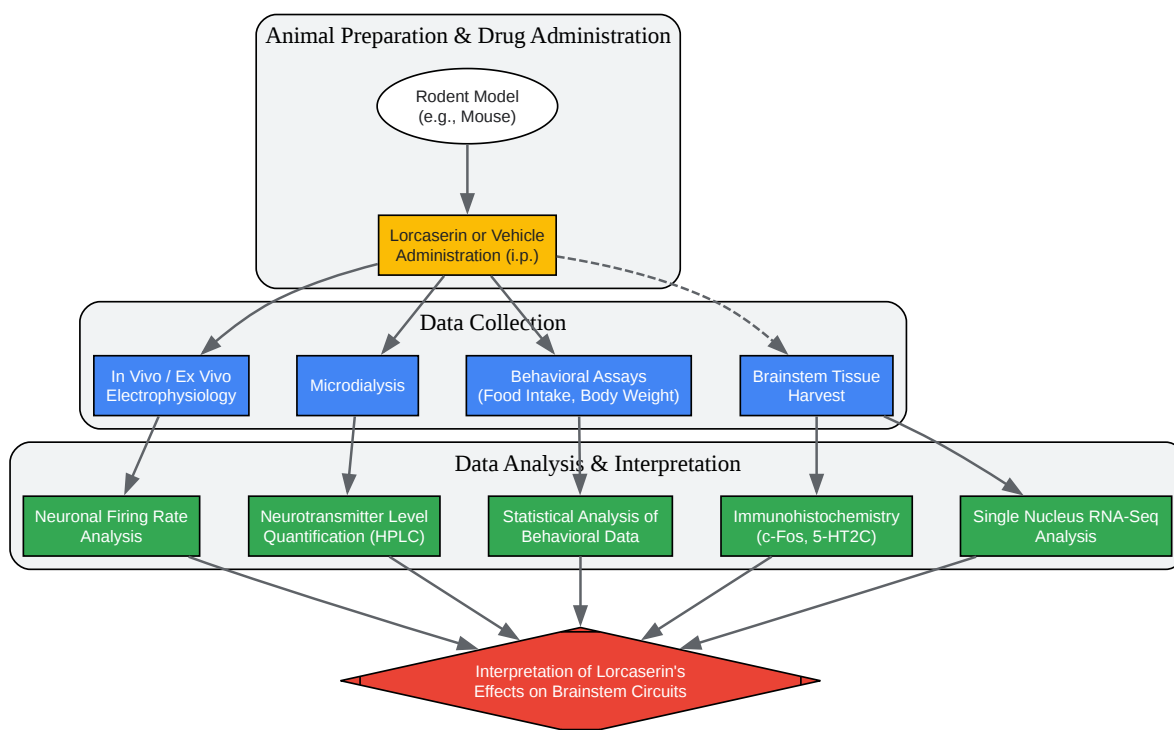 Animal Preparation & Drug Administration
Rodent Model
(e.g., Mouse)
Lorcaserin or Vehicle
Administration (i.p.)
Data Collection
In Vivo / Ex Vivo
Electrophysiology
Microdialysis
Behavioral Assays
(Food Intake, Body Weight)
Brainstem Tissue
Harvest
Data Analysis & Interpretation
Neuronal Firing Rate
Analysis
Neurotransmitter Level
Quantification (HPLC)
Statistical Analysis of
Behavioral Data
Immunohistochemistry
(c-Fos, 5-HT2C)
Single Nucleus RNA-Seq
Analysis
Interpretation of Lorcaserin's
Effects on Brainstem Circuits